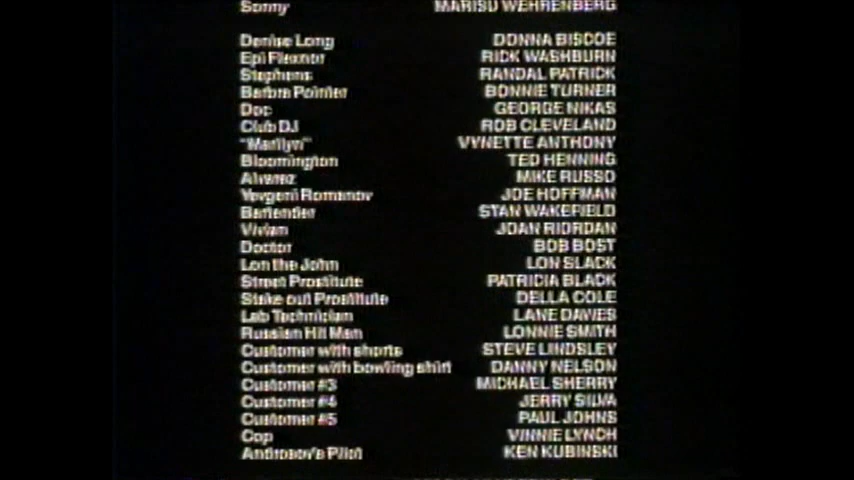 Sonny MARISU WEHRENBERG
Denise Long DONNA BISCOE
Epi Flexnor RICK WASHBURN
Stephens RANDAL PATRICK
Barbra Pointer BONNIE TURNER
Doc GEORGE NIKAS
Club DJ ROB CLEVELAND
"Marilyn" VYNETTE ANTHONY
Bloomington TED HENNING
Alvarez MIKE RUSSO
Yevgeni Romanov JOE HOFFMAN
Bartender STAN WAKEFIELD
Vivian JOAN RIORDAN
Doctor BOB BOST
Lon the John LON SLACK
Street Prostitute PATRICIA BLACK
Stake out Prostitute DELLA COLE
Lab Technician LANE DAWES
Russian Hit Man LONNIE SMITH
Customer with shorts STEVE LINDSLEY
Customer with bowling shirt DANNY NELSON
Customer #3 MICHAEL SHERRY
Customer #4 JERRY SILVA
Customer #5 PAUL JOHNS
Cop VINNIE LYNCH
Andropov's Pilot KEN KUBINSKI